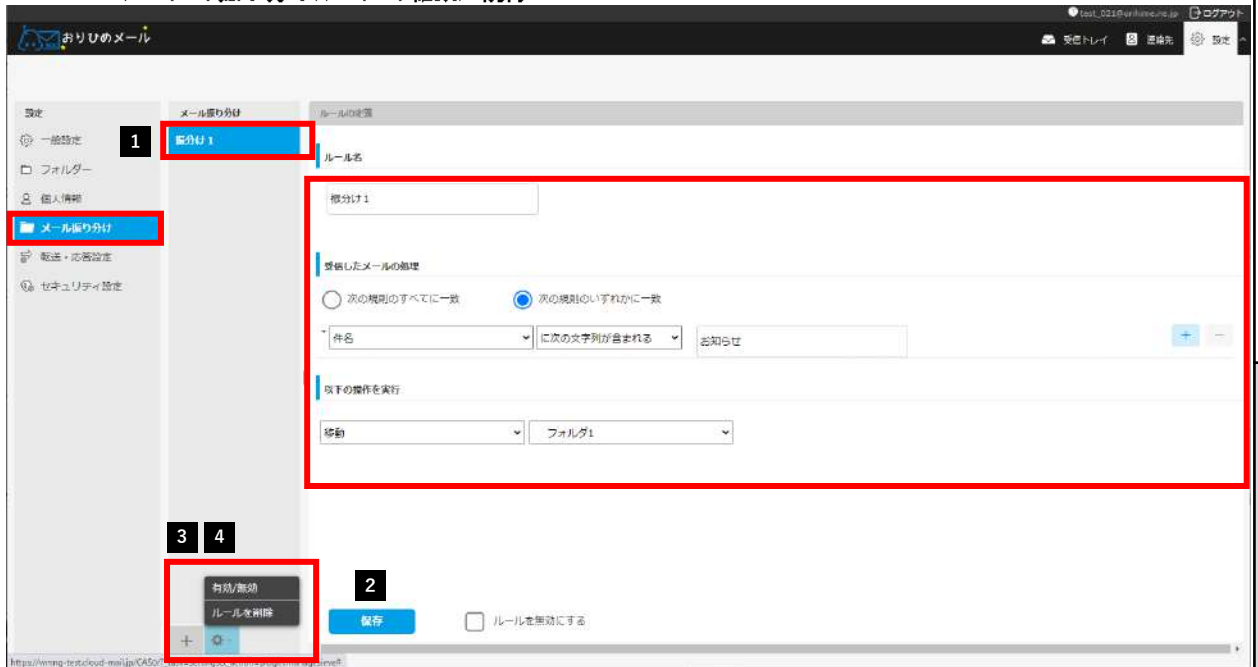 test_021@orihime.ne.jp ログアウト
おりひめメール
受信トレイ 連絡先 設定
設定
メール振り分け
ルールの定義
一般設定
1
振分け 1
フォルダー
ルール名
個人情報
振分け 1
メール振り分け
転送・応答設定
受信したメールの処理
セキュリティ設定
次の規則のすべてに一致
次の規則のいずれかに一致
件名
に次の文字列が含まれる
お知らせ
+ −
以下の操作を実行
移動
フォルダ1
3 4
有効/無効
2
ルールを削除
保存
ルールを無効にする
+